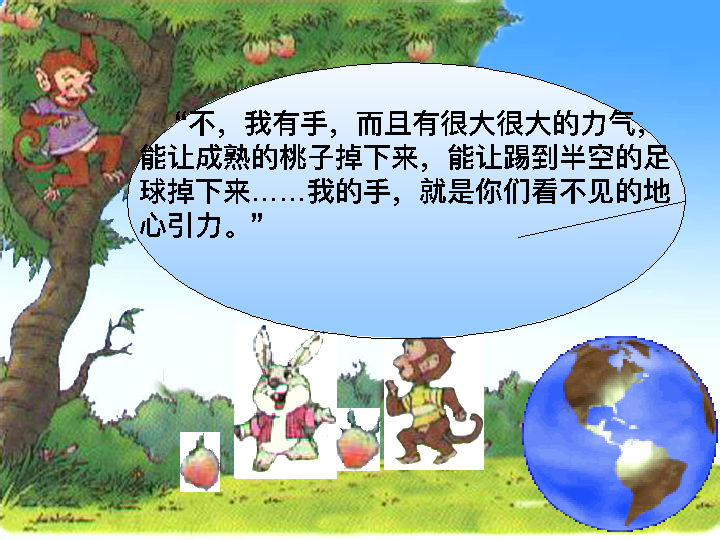 “不，我有手，而且有很大很大的力气，
能让成熟的桃子掉下来，能让踢到半空的足
球掉下来……我的手，就是你们看不见的地
心引力。”